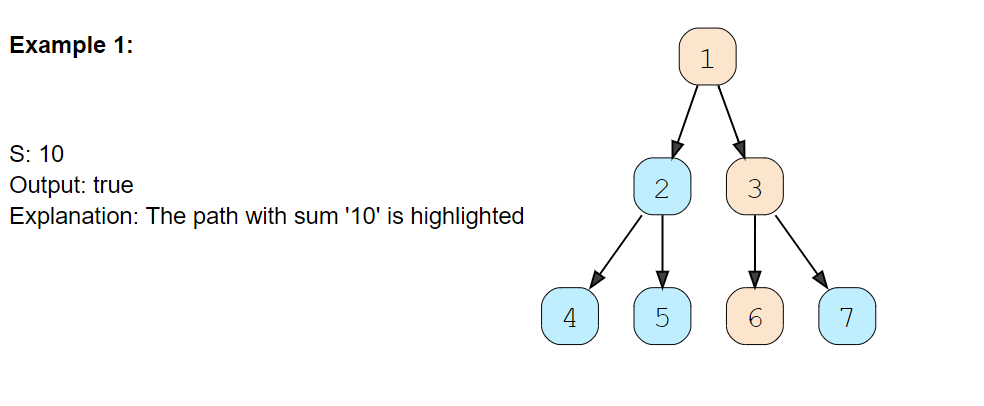 Example 1:
1
S: 10
Output: true
Explanation: The path with sum '10' is highlighted
2 3
4 5 6 7